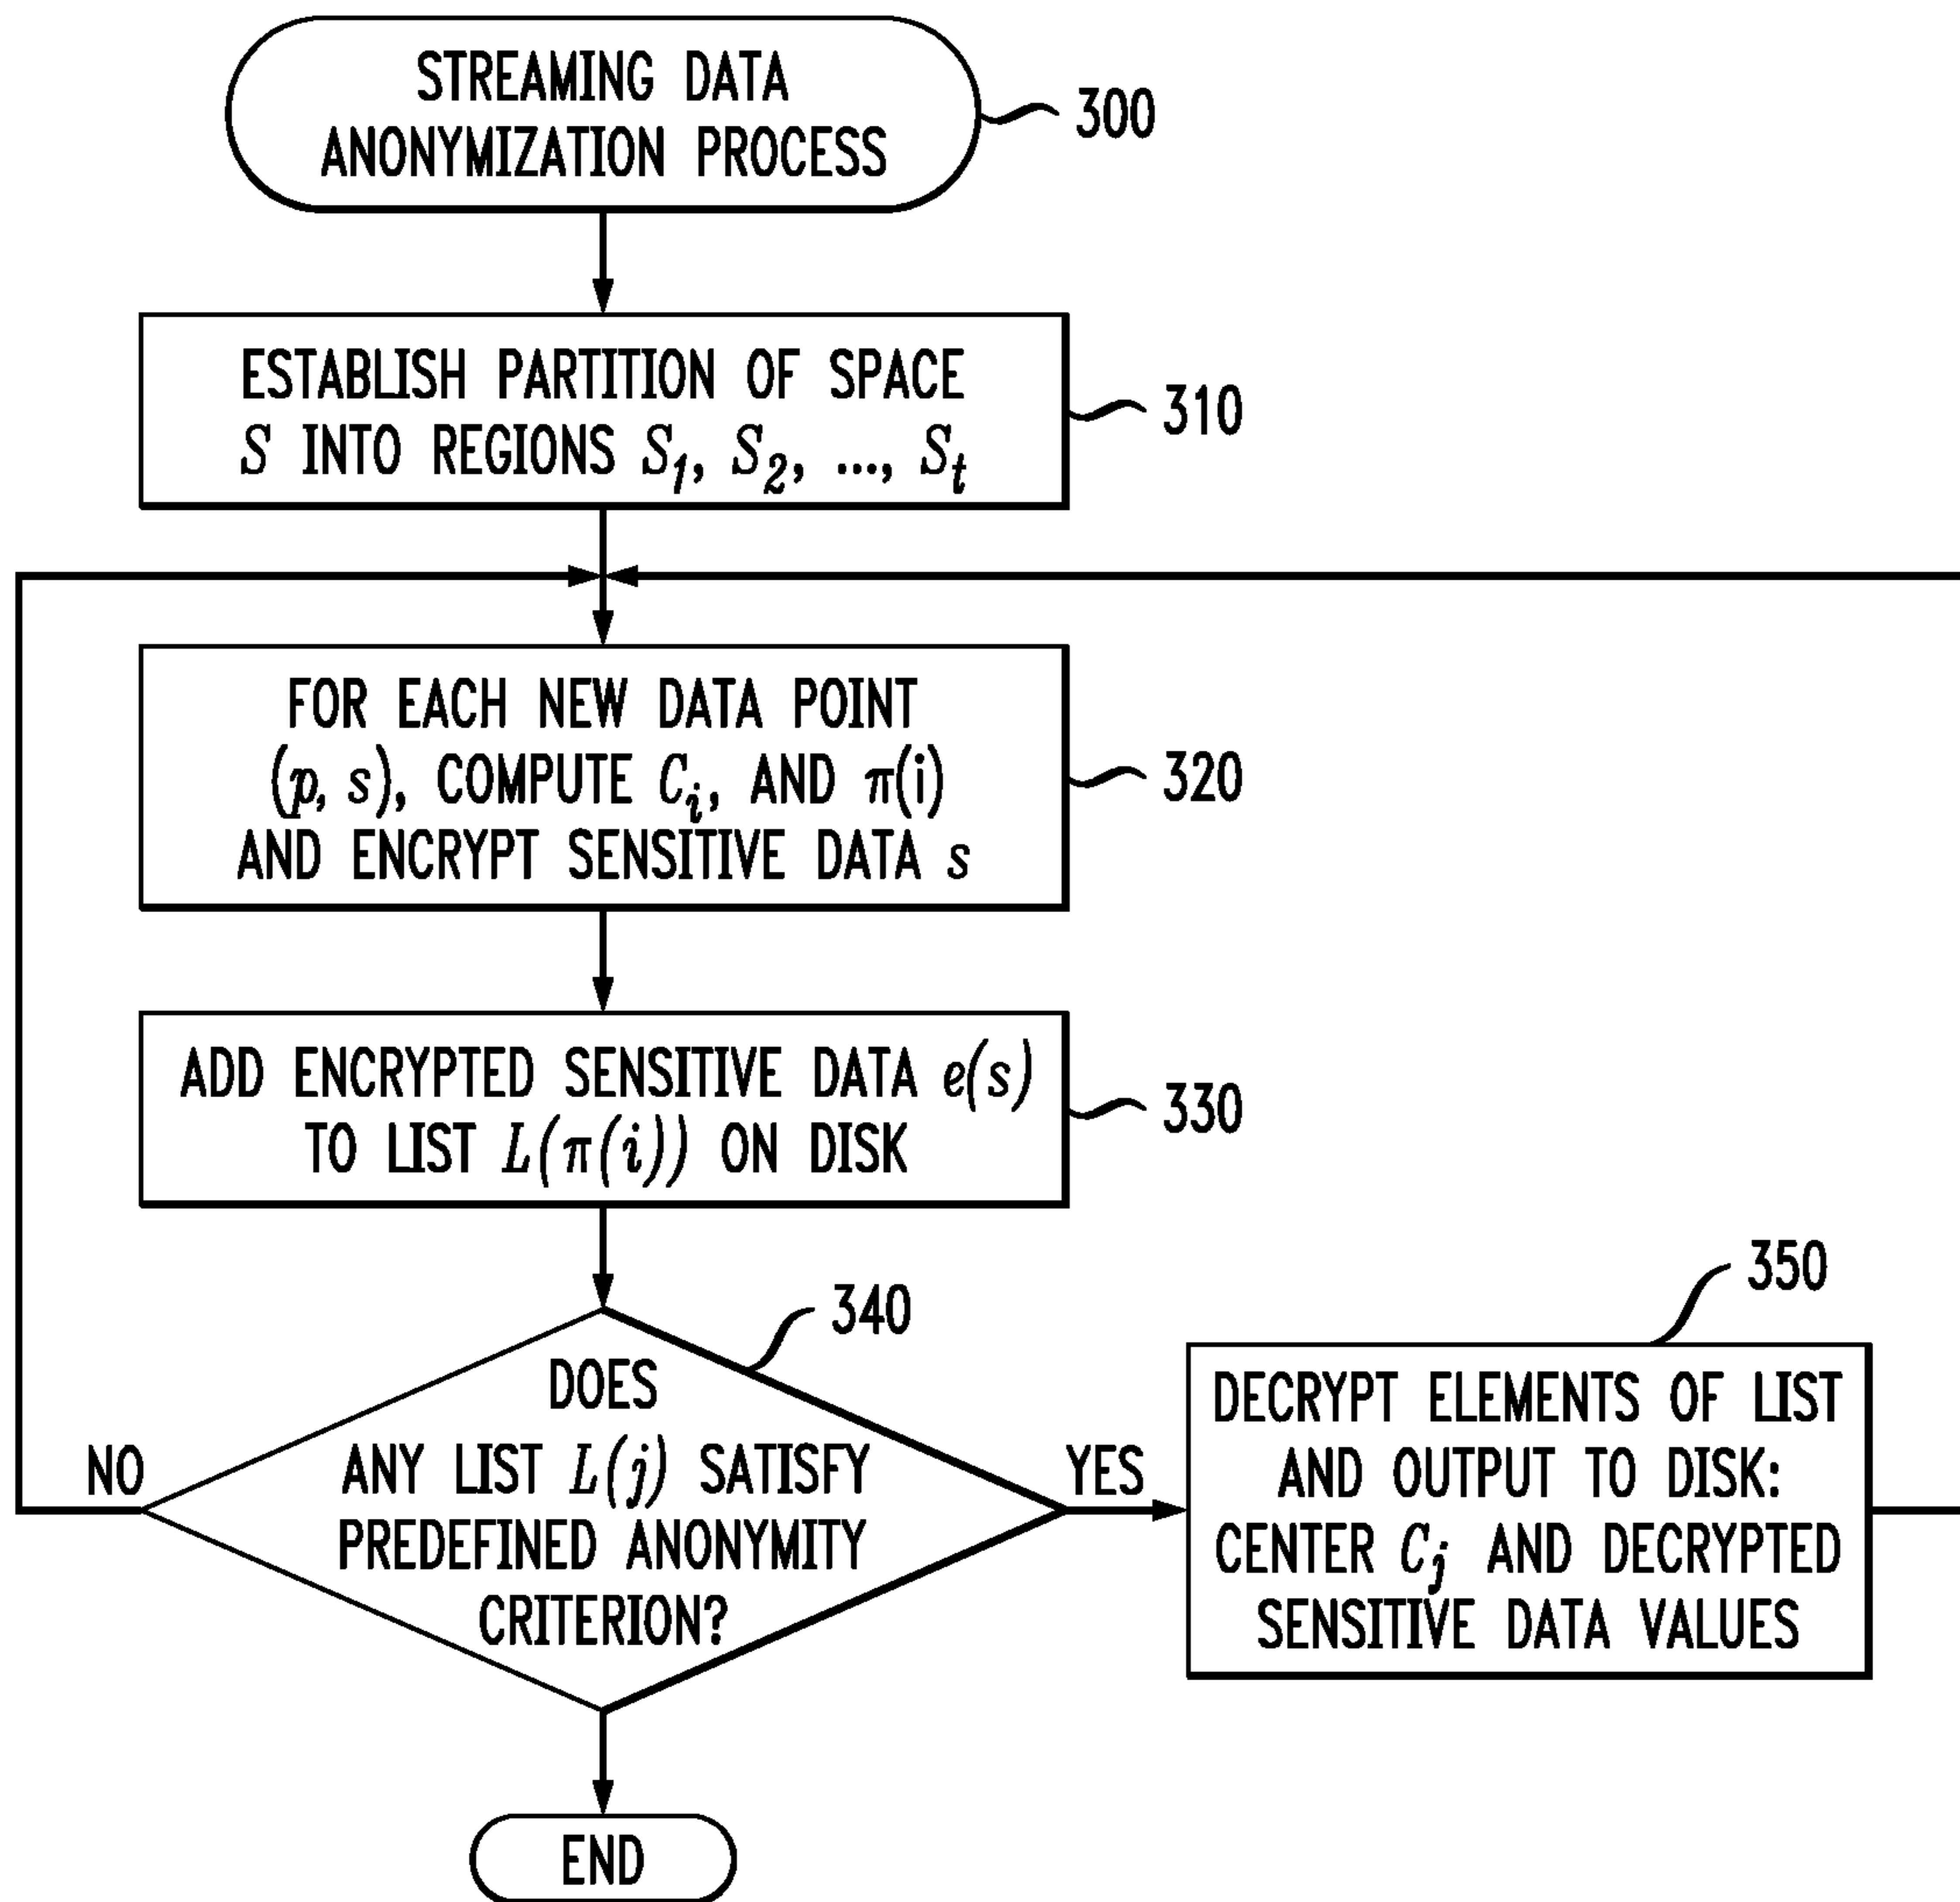 STREAMING DATA
ANONYMIZATION PROCESS
300
ESTABLISH PARTITION OF SPACE
S INTO REGIONS S1, S2, ..., St
310
FOR EACH NEW DATA POINT
(p, s), COMPUTE Ci, AND π(i)
AND ENCRYPT SENSITIVE DATA s
320
ADD ENCRYPTED SENSITIVE DATA e(s)
TO LIST L(π(i)) ON DISK
330
340
DOES
ANY LIST L(j) SATISFY
PREDEFINED ANONYMITY
CRITERION?
NO
YES
350
DECRYPT ELEMENTS OF LIST
AND OUTPUT TO DISK:
CENTER Cj AND DECRYPTED
SENSITIVE DATA VALUES
END